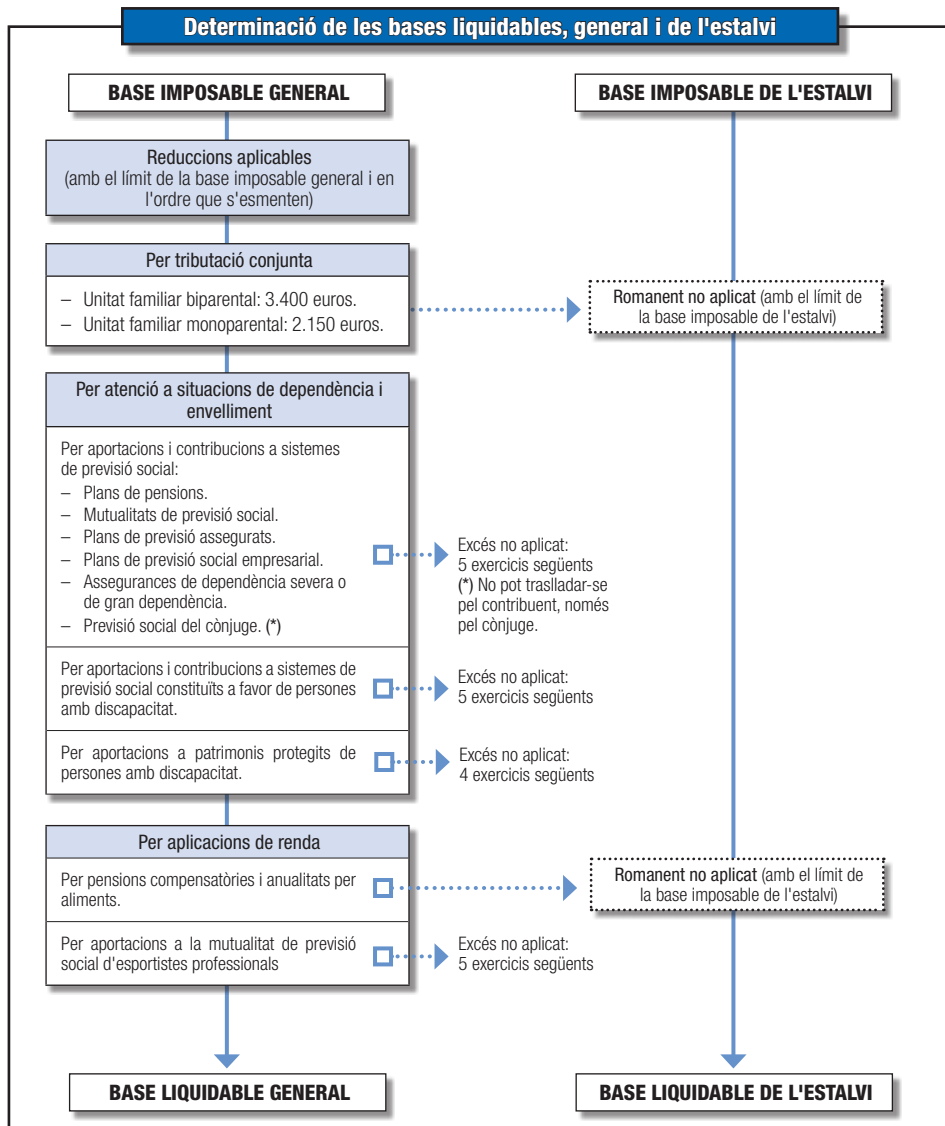 Determinació de les bases liquidables, general i de l'estalvi
BASE IMPOSABLE GENERAL
BASE IMPOSABLE DE L'ESTALVI
Reduccions aplicables
(amb el límit de la base imposable general i en
l'ordre que s'esmenten)
Per tributació conjunta
– Unitat familiar biparental: 3.400 euros.
– Unitat familiar monoparental: 2.150 euros.
Romanent no aplicat (amb el límit de
la base imposable de l'estalvi)
Per atenció a situacions de dependència i
envelliment
Per aportacions i contribucions a sistemes
de previsió social:
– Plans de pensions.
– Mutualitats de previsió social.
– Plans de previsió assegurats.
– Plans de previsió social empresarial.
– Assegurances de dependència severa o
de gran dependència.
– Previsió social del cònjuge. (*)
Excés no aplicat:
5 exercicis següents
(*) No pot traslladar-se
pel contribuent, només
pel cònjuge.
Per aportacions i contribucions a sistemes de
previsió social constituïts a favor de persones
amb discapacitat.
Excés no aplicat:
5 exercicis següents
Per aportacions a patrimonis protegits de
persones amb discapacitat.
Excés no aplicat:
4 exercicis següents
Per aplicacions de renda
Per pensions compensatòries i anualitats per
aliments.
Romanent no aplicat (amb el límit de
la base imposable de l'estalvi)
Per aportacions a la mutualitat de previsió
social d'esportistes professionals
Excés no aplicat:
5 exercicis següents
BASE LIQUIDABLE GENERAL
BASE LIQUIDABLE DE L'ESTALVI